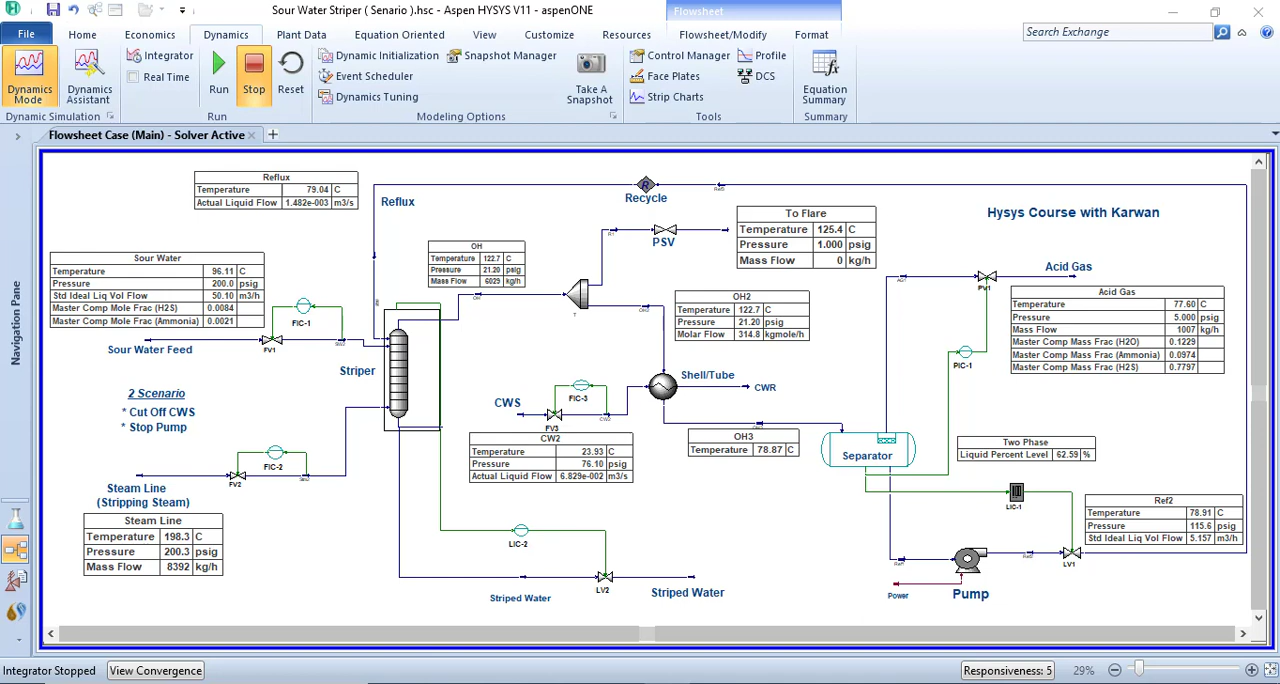 Sour Water Striper ( Senario ).hsc - Aspen HYSYS V11 - aspenONE
Flowsheet
File Home Economics Dynamics Plant Data Equation Oriented View Customize Resources Flowsheet/Modify Format
Search Exchange
Dynamics Mode
Dynamics Assistant
Dynamic Simulation
Integrator
Real Time
Run
Stop
Reset
Run
Dynamic Initialization
Event Scheduler
Dynamics Tuning
Snapshot Manager
Take A Snapshot
Modeling Options
Control Manager
Face Plates
Strip Charts
Profile
DCS
Tools
Equation Summary
Summary
Flowsheet Case (Main) - Solver Active
Navigation Pane
Reflux
Temperature 79.04 C
Actual Liquid Flow 1.482e-003 m3/s
Reflux
R
Recycle
Hysys Course with Karwan
To Flare
Temperature 125.4 C
Pressure 1.000 psig
Mass Flow 0 kg/h
PSV
OH
Temperature 122.7 C
Pressure 21.20 psig
Mass Flow 6029 kg/h
Sour Water
Temperature 96.11 C
Pressure 200.0 psig
Std Ideal Liq Vol Flow 50.10 m3/h
Master Comp Mole Frac (H2S) 0.0084
Master Comp Mole Frac (Ammonia) 0.0021
FIC-1
FV1
Sour Water Feed
Striper
OH2
Temperature 122.7 C
Pressure 21.20 psig
Molar Flow 314.8 kgmole/h
Acid Gas
Acid Gas
Temperature 77.60 C
Pressure 5.000 psig
Mass Flow 1007 kg/h
Master Comp Mass Frac (H2O) 0.1229
Master Comp Mass Frac (Ammonia) 0.0974
Master Comp Mass Frac (H2S) 0.7797
PIC-1
Shell/Tube
CWR
2 Scenario
* Cut Off CWS
* Stop Pump
CWS
FIC-3
FV3
CW2
Temperature 23.93 C
Pressure 76.10 psig
Actual Liquid Flow 6.829e-002 m3/s
OH3
Temperature 78.87 C
Separator
Two Phase
Liquid Percent Level 62.59 %
FIC-2
FV2
Steam Line
(Stripping Steam)
Steam Line
Temperature 198.3 C
Pressure 200.3 psig
Mass Flow 8392 kg/h
LIC-1
Ref2
Temperature 78.91 C
Pressure 115.6 psig
Std Ideal Liq Vol Flow 5.157 m3/h
LIC-2
LV2
LV1
Striped Water
Striped Water
Power
Pump
Integrator Stopped
View Convergence
Responsiveness: 5
29%